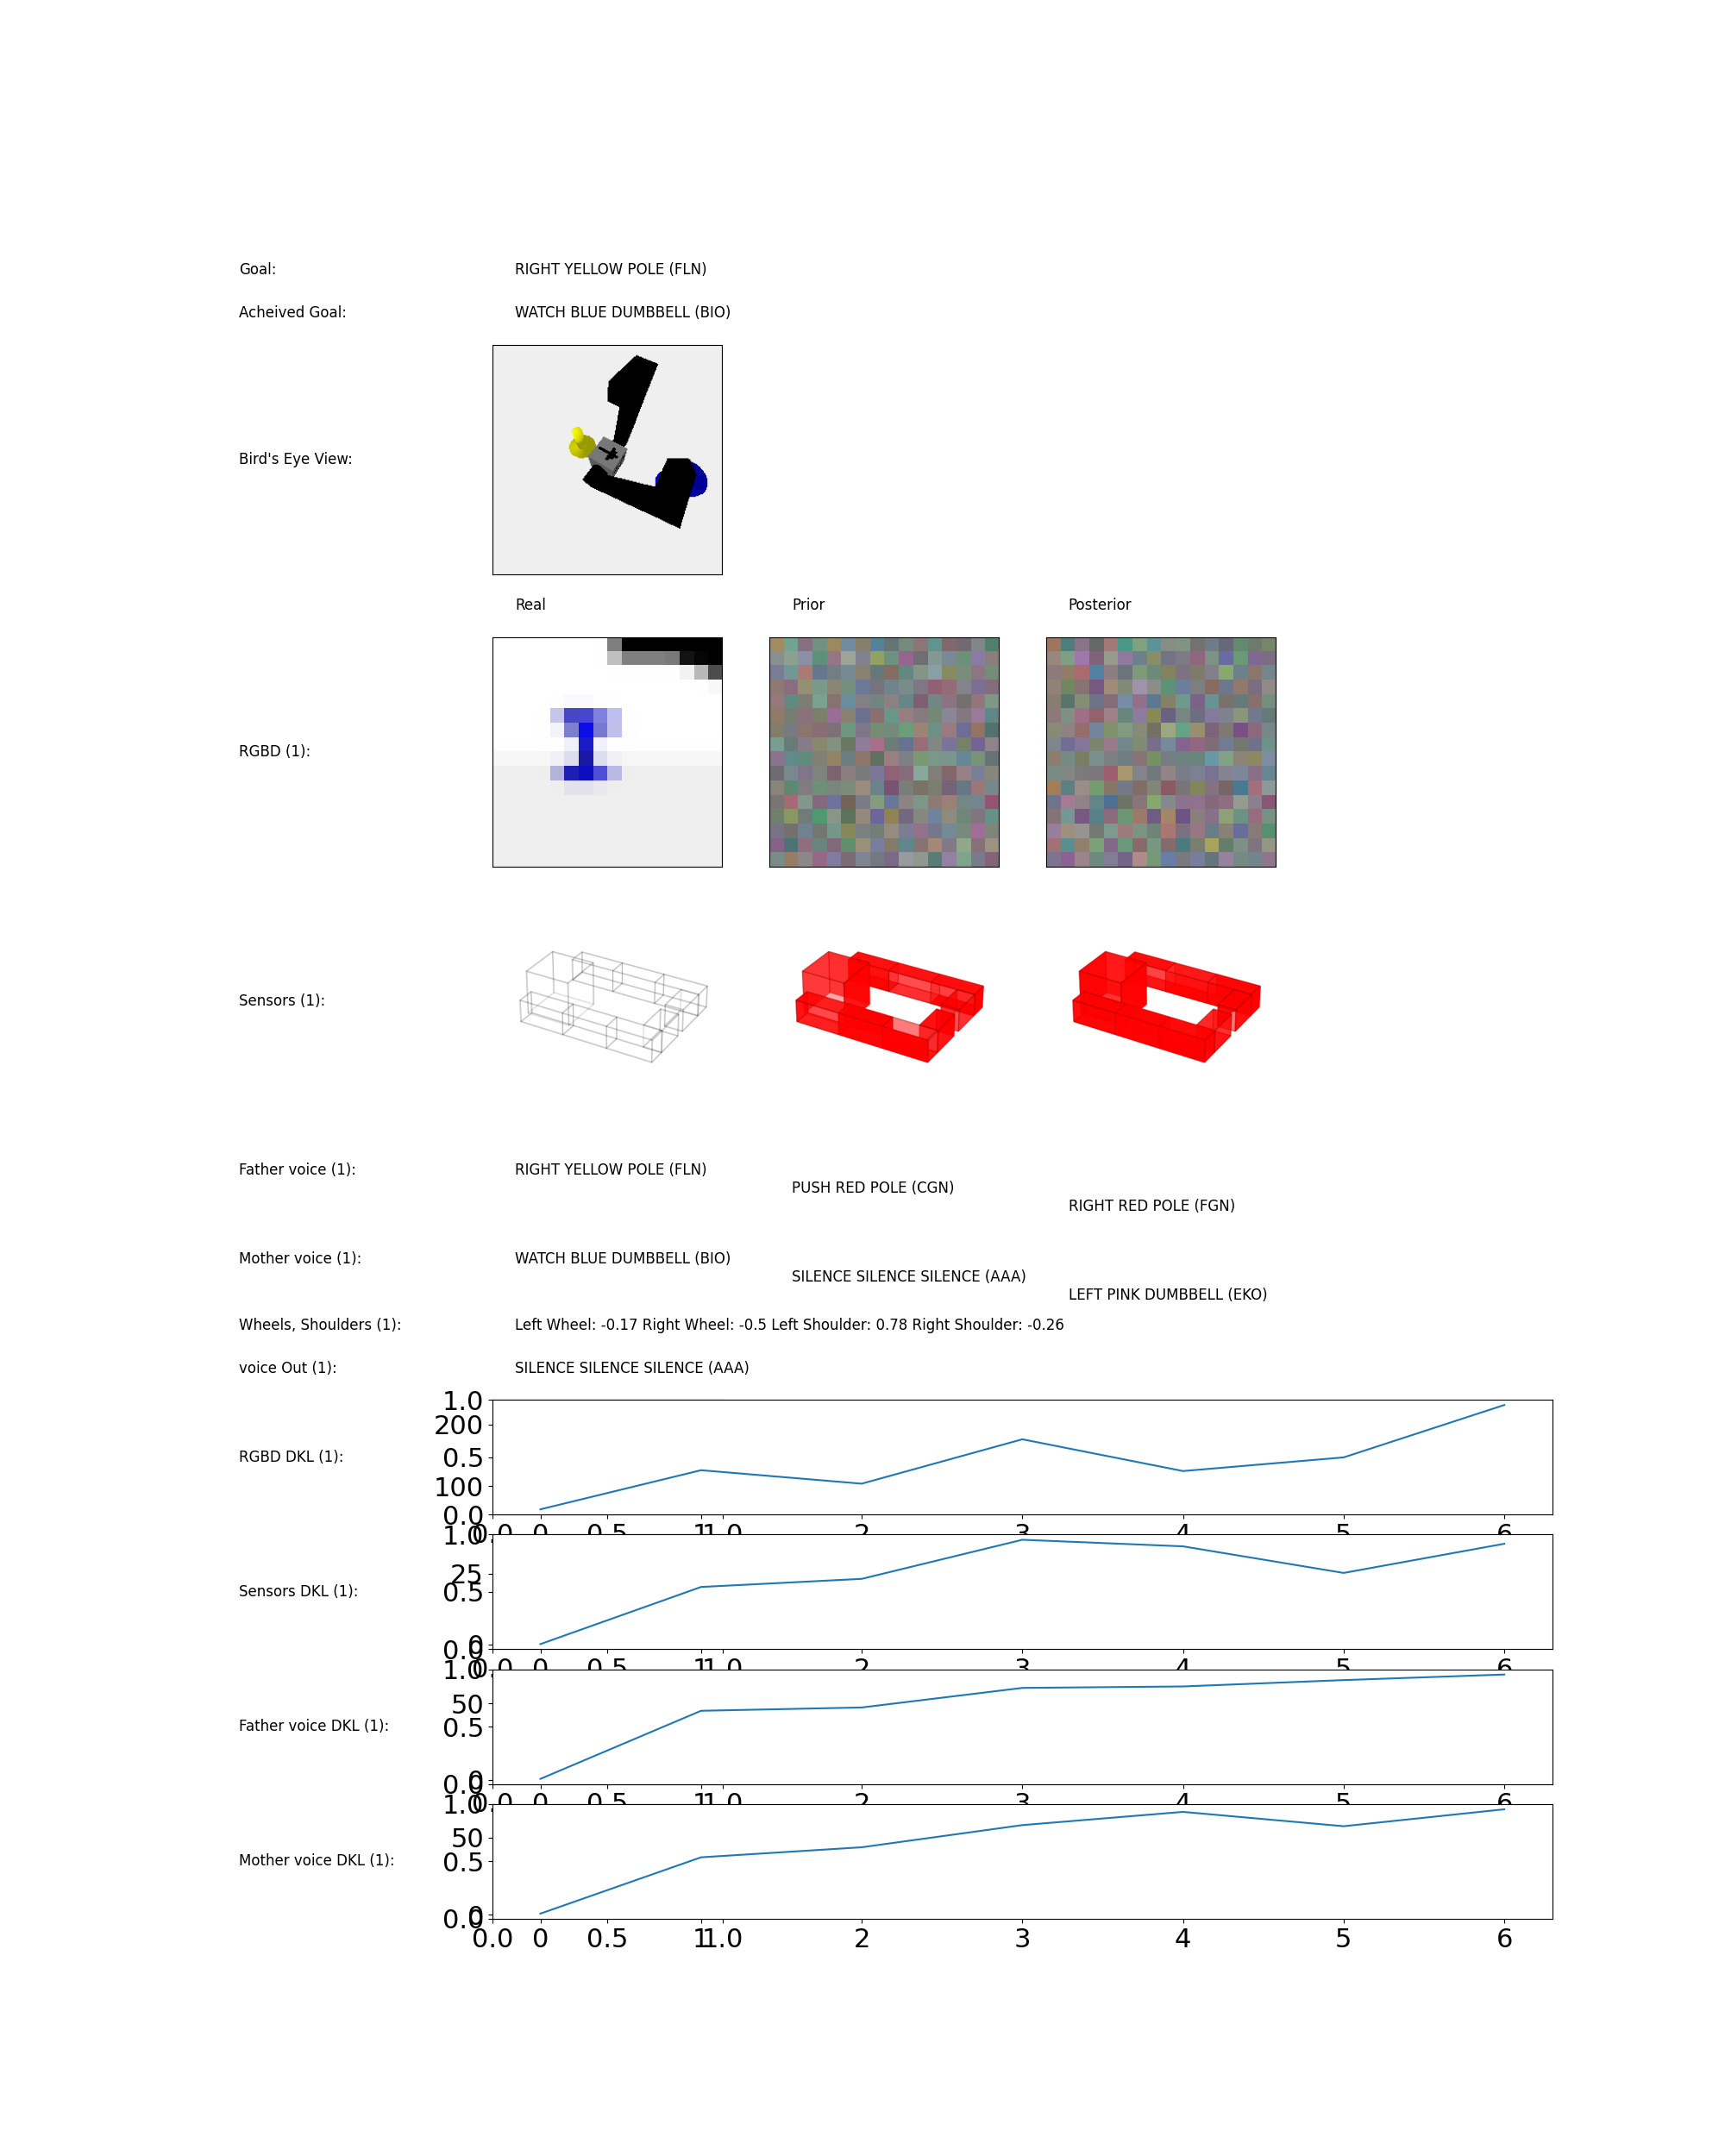 Goal: RIGHT YELLOW POLE (FLN)
Acheived Goal: WATCH BLUE DUMBBELL (BIO)
Bird's Eye View:
Real Prior Posterior
RGBD (1):
Sensors (1):
Father voice (1): RIGHT YELLOW POLE (FLN)
PUSH RED POLE (CGN)
RIGHT RED POLE (FGN)
Mother voice (1): WATCH BLUE DUMBBELL (BIO)
SILENCE SILENCE SILENCE (AAA)
LEFT PINK DUMBBELL (EKO)
Wheels, Shoulders (1): Left Wheel: -0.17 Right Wheel: -0.5 Left Shoulder: 0.78 Right Shoulder: -0.26
voice Out (1): SILENCE SILENCE SILENCE (AAA)
1.0
200
RGBD DKL (1): 0.5
100
0.0
0.0 0 0.5 1 1.0 2 3 4 5 6
1.0
25
Sensors DKL (1): 0.5
0
0.0
0.0 0 0.5 1 1.0 2 3 4 5 6
1.0
50
Father voice DKL (1): 0.5
0
0.0
0.0 0 0.5 1 1.0 2 3 4 5 6
1.0
50
Mother voice DKL (1): 0.5
0
0.0
0.0 0 0.5 1 1.0 2 3 4 5 6